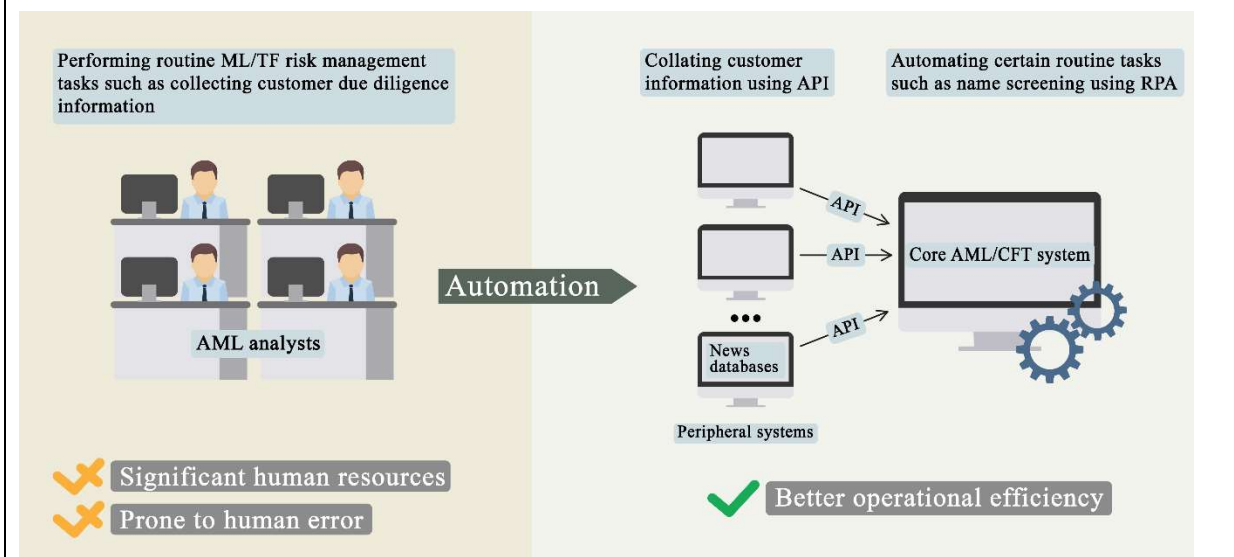 Performing routine ML/TF risk management
tasks such as collecting customer due diligence
information
AML analysts
Significant human resources
Prone to human error
Automation
Collating customer
information using API
Automating certain routine tasks
such as name screening using RPA
API
API
API
Core AML/CFT system
News
databases
Peripheral systems
Better operational efficiency